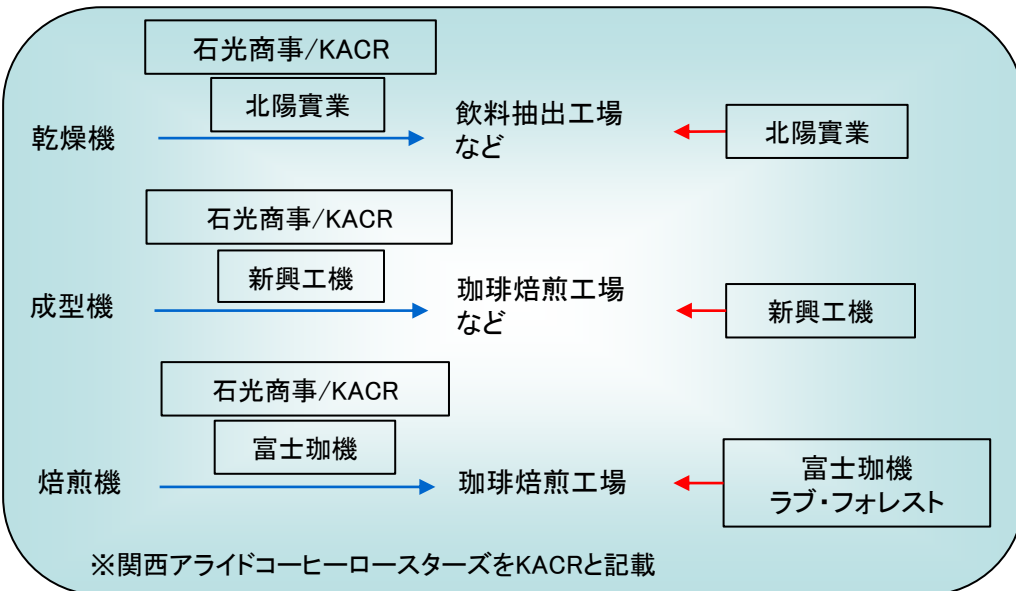 石光商事/KACR
北陽實業
乾燥機
飲料抽出工場
など
北陽實業
石光商事/KACR
新興工機
成型機
珈琲焙煎工場
など
新興工機
石光商事/KACR
富士珈機
焙煎機
珈琲焙煎工場
富士珈機
ラブ・フォレスト
※関西アライドコーヒーロースターズをKACRと記載